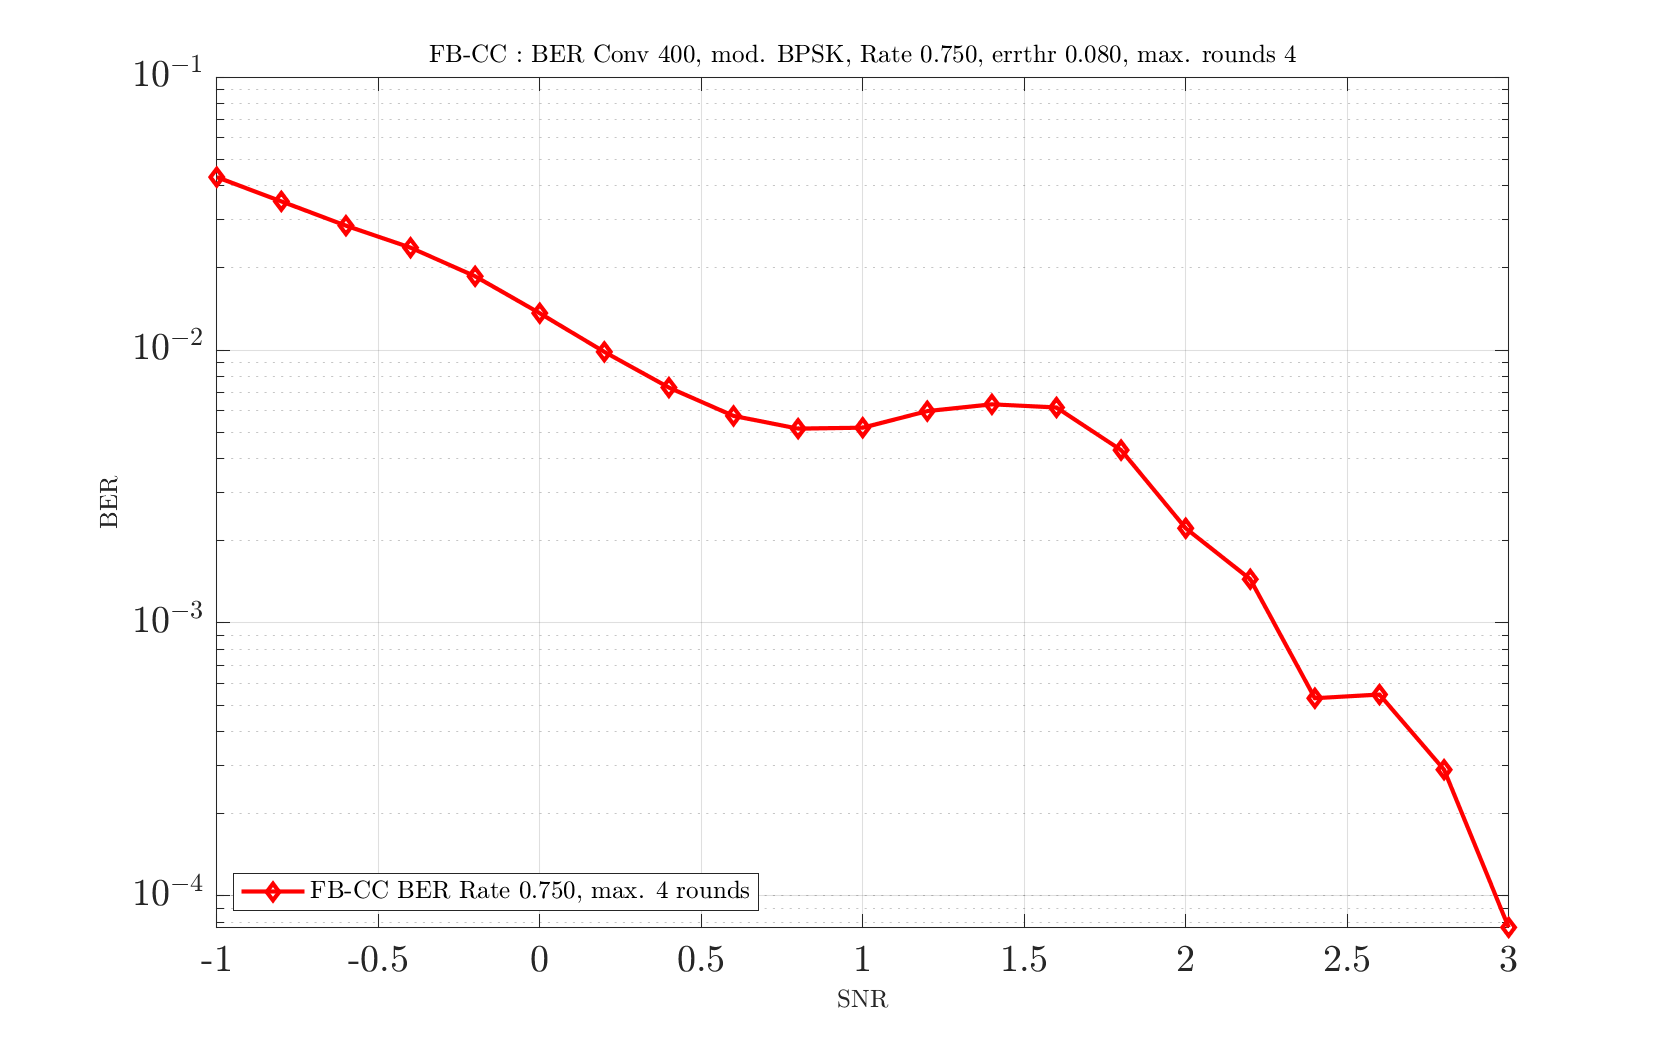 FB-CC : BER Conv 400, mod. BPSK, Rate 0.750, errthr 0.080, max. rounds 4
10⁻¹
10⁻²
BER
10⁻³
10⁻⁴
FB-CC BER Rate 0.750, max. 4 rounds
-1 -0.5 0 0.5 1 1.5 2 2.5 3
SNR